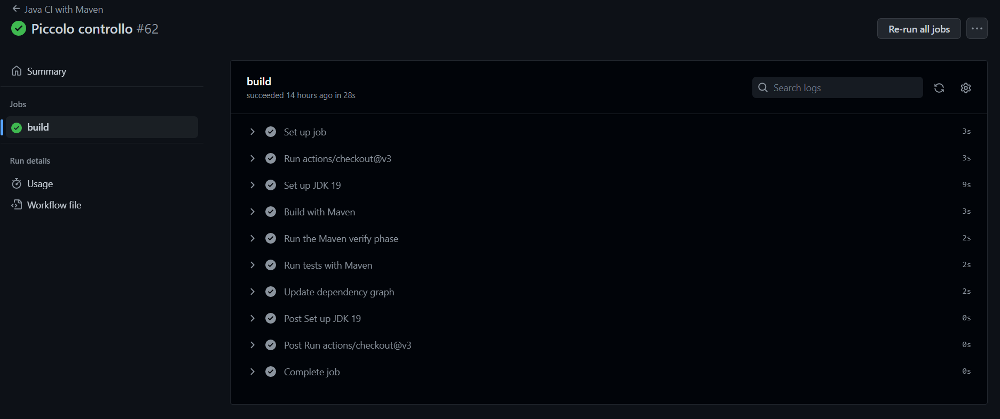 Java CI with Maven
Piccolo controllo #62
Re-run all jobs
Summary
Jobs
build
Run details
Usage
Workflow file
build
succeeded 14 hours ago in 28s
Search logs
Set up job 3s
Run actions/checkout@v3 3s
Set up JDK 19 9s
Build with Maven 3s
Run the Maven verify phase 2s
Run tests with Maven 2s
Update dependency graph 2s
Post Set up JDK 19 0s
Post Run actions/checkout@v3 0s
Complete job 0s